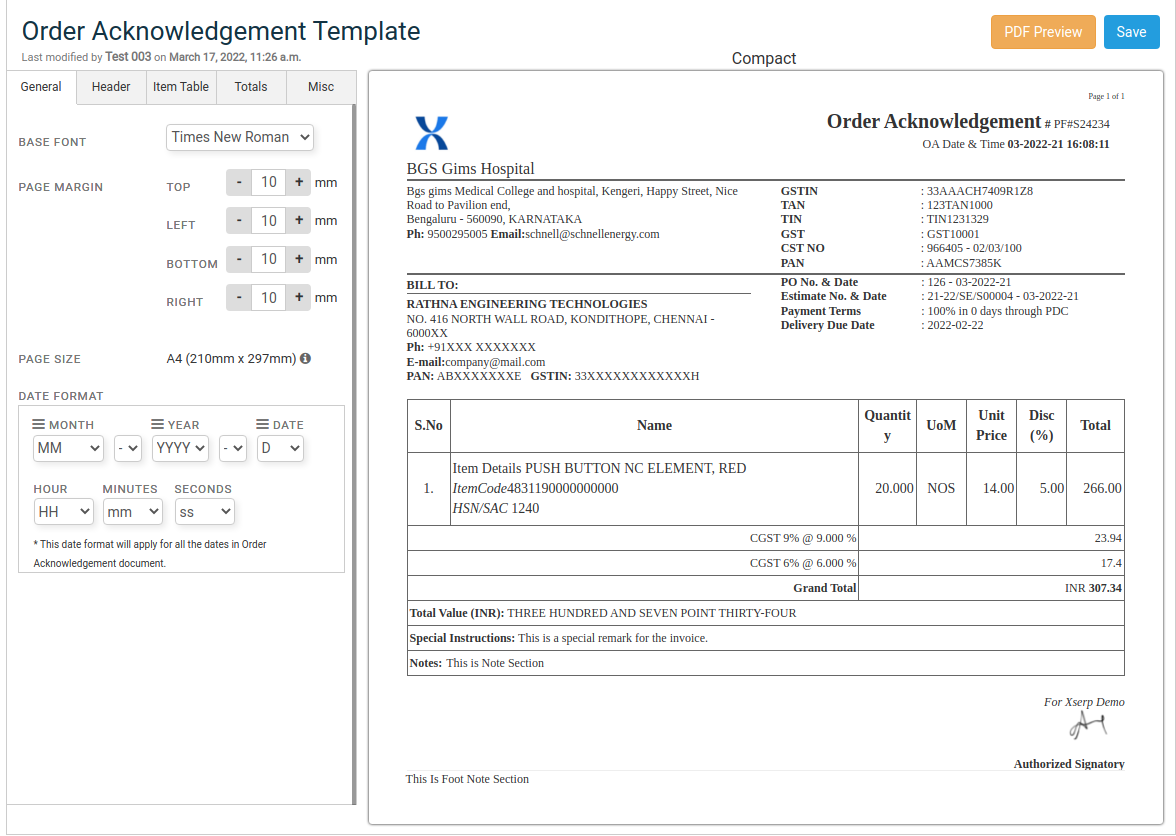 Order Acknowledgement Template
Last modified by Test 003 on March 17, 2022, 11:26 a.m.
PDF Preview
Save
Compact
General
Header
Item Table
Totals
Misc
BASE FONT
Times New Roman
PAGE MARGIN
TOP
- 10 + mm
LEFT
- 10 + mm
BOTTOM
- 10 + mm
RIGHT
- 10 + mm
PAGE SIZE
A4 (210mm x 297mm)
DATE FORMAT
MONTH YEAR DATE
MM - YYYY - D
HOUR MINUTES SECONDS
HH mm ss
* This date format will apply for all the dates in Order
Acknowledgement document.
Page 1 of 1
Order Acknowledgement # PF#S24234
OA Date & Time 03-2022-21 16:08:11
BGS Gims Hospital
Bgs gims Medical College and hospital, Kengeri, Happy Street, Nice
Road to Pavilion end,
Bengaluru - 560090, KARNATAKA
Ph: 9500295005 Email:schnell@schnellenergy.com
GSTIN : 33AAACH7409R1Z8
TAN : 123TAN1000
TIN : TIN1231329
GST : GST10001
CST NO : 966405 - 02/03/100
PAN : AAMCS7385K
BILL TO:
RATHNA ENGINEERING TECHNOLOGIES
NO. 416 NORTH WALL ROAD, KONDITHOPE, CHENNAI -
6000XX
Ph: +91XXX XXXXXXX
E-mail:company@mail.com
PAN: ABXXXXXXXE GSTIN: 33XXXXXXXXXXXXH
PO No. & Date : 126 - 03-2022-21
Estimate No. & Date : 21-22/SE/S00004 - 03-2022-21
Payment Terms : 100% in 0 days through PDC
Delivery Due Date : 2022-02-22
S.No Name Quantit
y UoM Unit
Price Disc
(%) Total
1. Item Details PUSH BUTTON NC ELEMENT, RED
ItemCode4831190000000000
HSN/SAC 1240
20.000 NOS 14.00 5.00 266.00
CGST 9% @ 9.000 % 23.94
CGST 6% @ 6.000 % 17.4
Grand Total INR 307.34
Total Value (INR): THREE HUNDRED AND SEVEN POINT THIRTY-FOUR
Special Instructions: This is a special remark for the invoice.
Notes: This is Note Section
For Xserp Demo
Authorized Signatory
This Is Foot Note Section